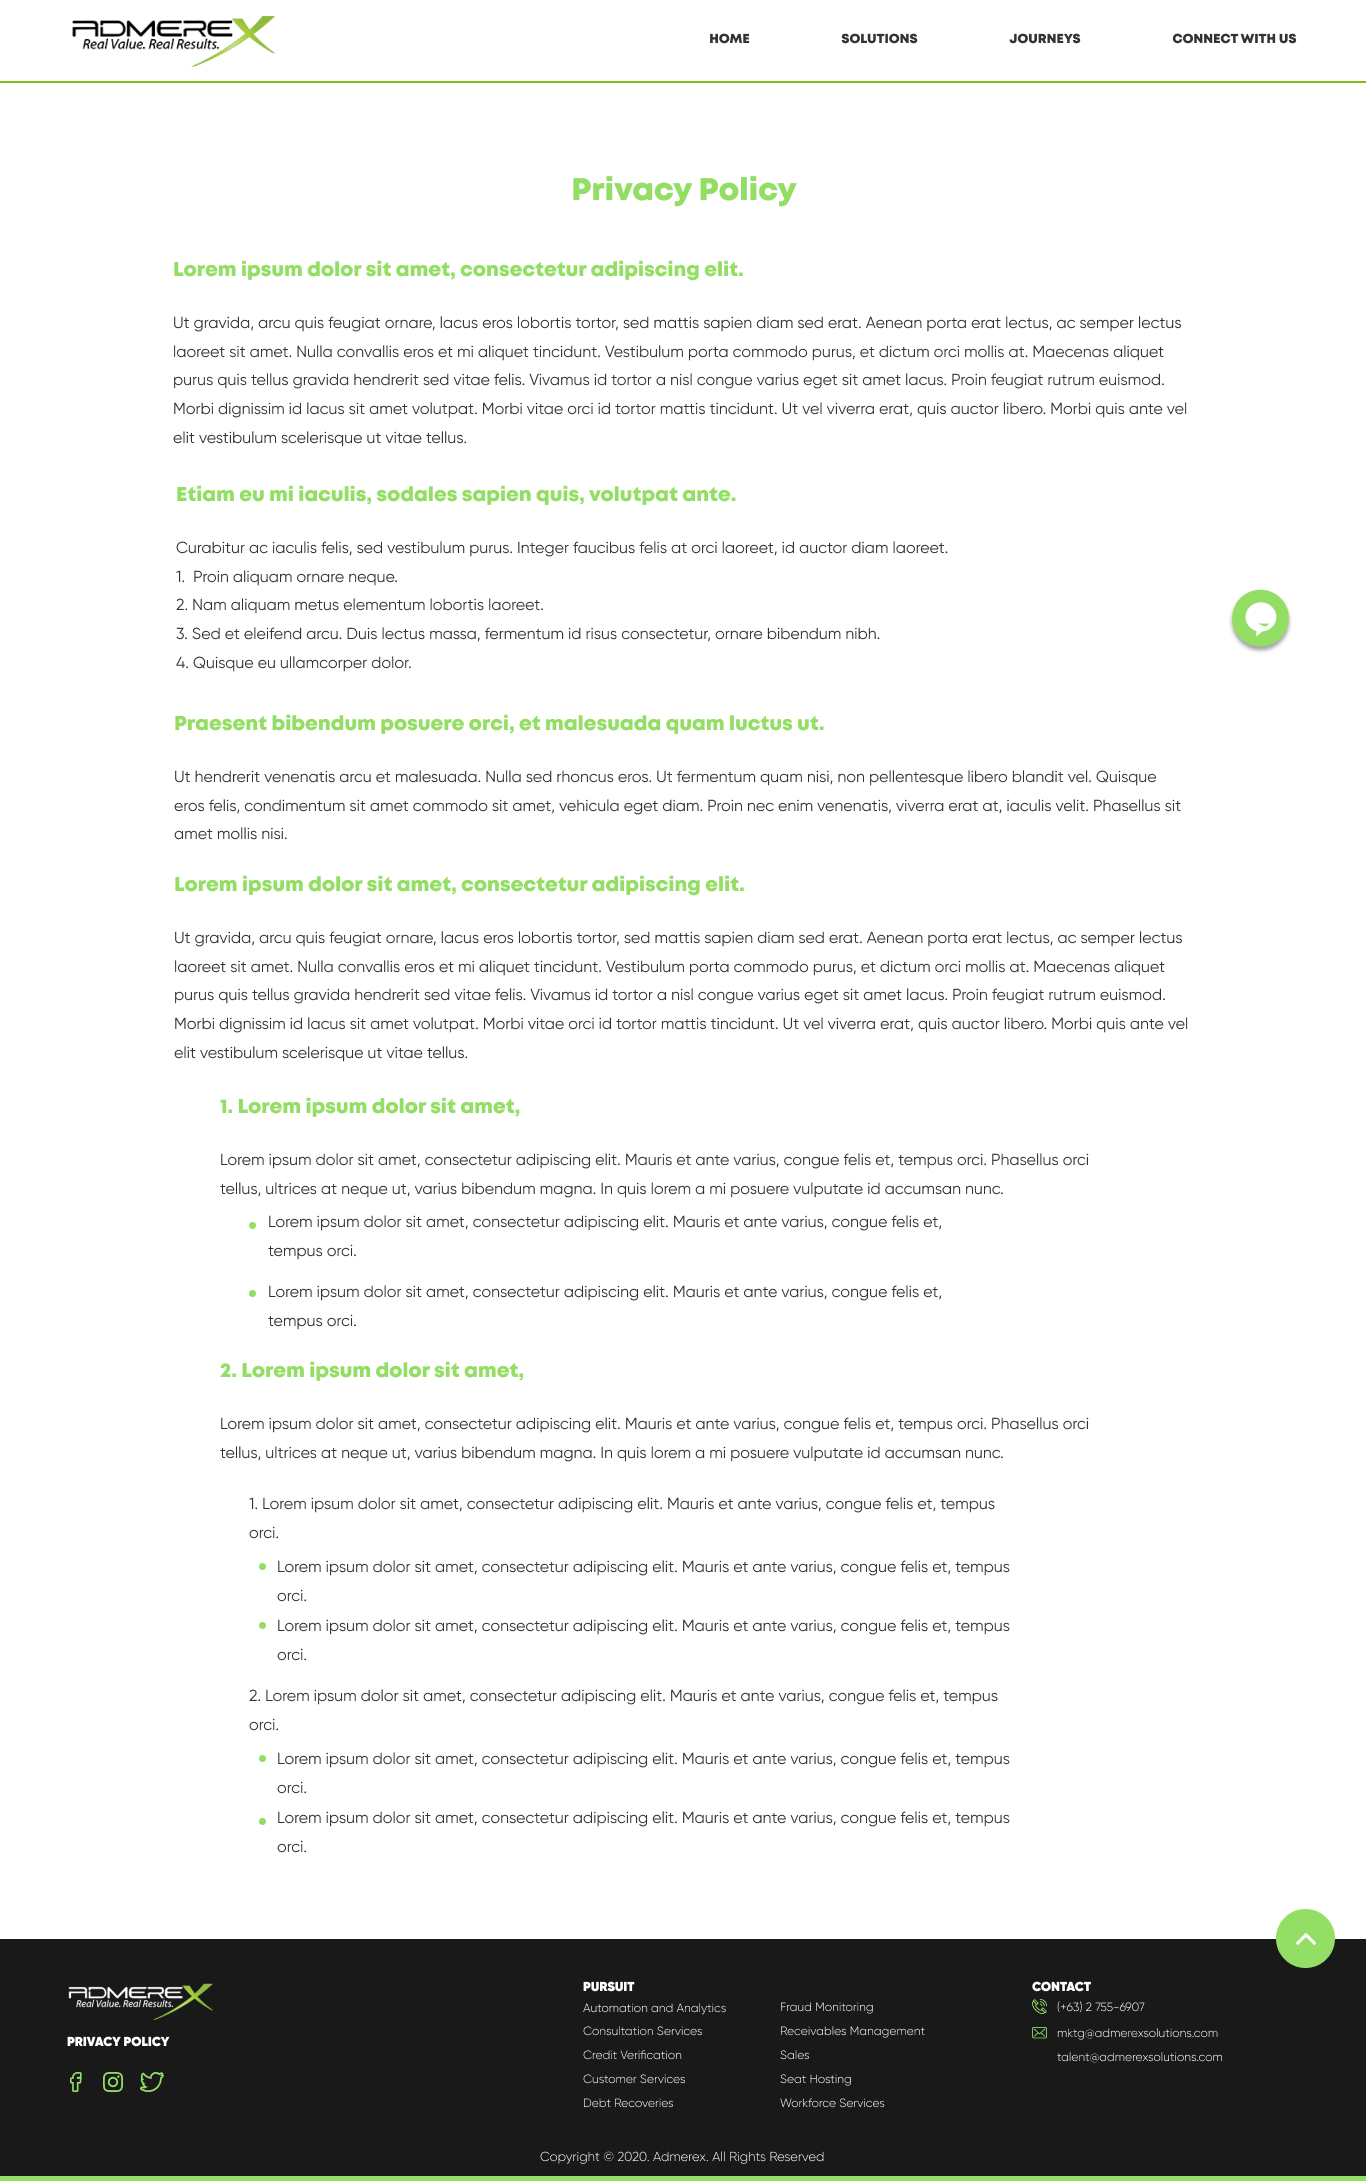 ADMEREX
Real Value. Real Results.
HOME
SOLUTIONS
JOURNEYS
CONNECT WITH US
Privacy Policy
Lorem ipsum dolor sit amet, consectetur adipiscing elit.
Ut gravida, arcu quis feugiat ornare, lacus eros lobortis tortor, sed mattis sapien diam sed erat. Aenean porta erat lectus, ac semper lectus
laoreet sit amet. Nulla convallis eros et mi aliquet tincidunt. Vestibulum porta commodo purus, et dictum orci mollis at. Maecenas aliquet
purus quis tellus gravida hendrerit sed vitae felis. Vivamus id tortor a nisl congue varius eget sit amet lacus. Proin feugiat rutrum euismod.
Morbi dignissim id lacus sit amet volutpat. Morbi vitae orci id tortor mattis tincidunt. Ut vel viverra erat, quis auctor libero. Morbi quis ante vel
elit vestibulum scelerisque ut vitae tellus.
Etiam eu mi iaculis, sodales sapien quis, volutpat ante.
Curabitur ac iaculis felis, sed vestibulum purus. Integer faucibus felis at orci laoreet, id auctor diam laoreet.
1. Proin aliquam ornare neque.
2. Nam aliquam metus elementum lobortis laoreet.
3. Sed et eleifend arcu. Duis lectus massa, fermentum id risus consectetur, ornare bibendum nibh.
4. Quisque eu ullamcorper dolor.
Praesent bibendum posuere orci, et malesuada quam luctus ut.
Ut hendrerit venenatis arcu et malesuada. Nulla sed rhoncus eros. Ut fermentum quam nisi, non pellentesque libero blandit vel. Quisque
eros felis, condimentum sit amet commodo sit amet, vehicula eget diam. Proin nec enim venenatis, viverra erat at, iaculis velit. Phasellus sit
amet mollis nisi.
Lorem ipsum dolor sit amet, consectetur adipiscing elit.
Ut gravida, arcu quis feugiat ornare, lacus eros lobortis tortor, sed mattis sapien diam sed erat. Aenean porta erat lectus, ac semper lectus
laoreet sit amet. Nulla convallis eros et mi aliquet tincidunt. Vestibulum porta commodo purus, et dictum orci mollis at. Maecenas aliquet
purus quis tellus gravida hendrerit sed vitae felis. Vivamus id tortor a nisl congue varius eget sit amet lacus. Proin feugiat rutrum euismod.
Morbi dignissim id lacus sit amet volutpat. Morbi vitae orci id tortor mattis tincidunt. Ut vel viverra erat, quis auctor libero. Morbi quis ante vel
elit vestibulum scelerisque ut vitae tellus.
1. Lorem ipsum dolor sit amet,
Lorem ipsum dolor sit amet, consectetur adipiscing elit. Mauris et ante varius, congue felis et, tempus orci. Phasellus orci
tellus, ultrices at neque ut, varius bibendum magna. In quis lorem a mi posuere vulputate id accumsan nunc.
Lorem ipsum dolor sit amet, consectetur adipiscing elit. Mauris et ante varius, congue felis et,
tempus orci.
Lorem ipsum dolor sit amet, consectetur adipiscing elit. Mauris et ante varius, congue felis et,
tempus orci.
2. Lorem ipsum dolor sit amet,
Lorem ipsum dolor sit amet, consectetur adipiscing elit. Mauris et ante varius, congue felis et, tempus orci. Phasellus orci
tellus, ultrices at neque ut, varius bibendum magna. In quis lorem a mi posuere vulputate id accumsan nunc.
1. Lorem ipsum dolor sit amet, consectetur adipiscing elit. Mauris et ante varius, congue felis et, tempus
orci.
Lorem ipsum dolor sit amet, consectetur adipiscing elit. Mauris et ante varius, congue felis et, tempus
orci.
Lorem ipsum dolor sit amet, consectetur adipiscing elit. Mauris et ante varius, congue felis et, tempus
orci.
2. Lorem ipsum dolor sit amet, consectetur adipiscing elit. Mauris et ante varius, congue felis et, tempus
orci.
Lorem ipsum dolor sit amet, consectetur adipiscing elit. Mauris et ante varius, congue felis et, tempus
orci.
Lorem ipsum dolor sit amet, consectetur adipiscing elit. Mauris et ante varius, congue felis et, tempus
orci.
ADMEREX
Real Value. Real Results.
PRIVACY POLICY
PURSUIT
Automation and Analytics
Consultation Services
Credit Verification
Customer Services
Debt Recoveries
Fraud Monitoring
Receivables Management
Sales
Seat Hosting
Workforce Services
CONTACT
(+63) 2 755-6907
mktg@admerexsolutions.com
talent@admerexsolutions.com
Copyright © 2020. Admerex. All Rights Reserved